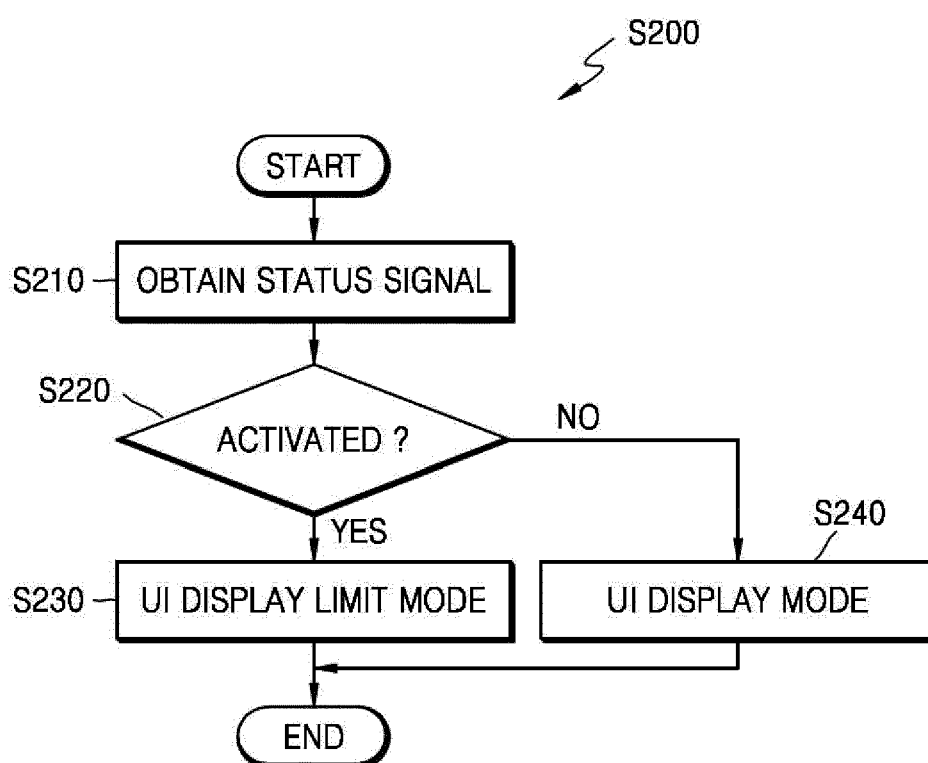 S200
START
S210 OBTAIN STATUS SIGNAL
S220
ACTIVATED ?
NO
YES
S240
S230 UI DISPLAY LIMIT MODE
UI DISPLAY MODE
END